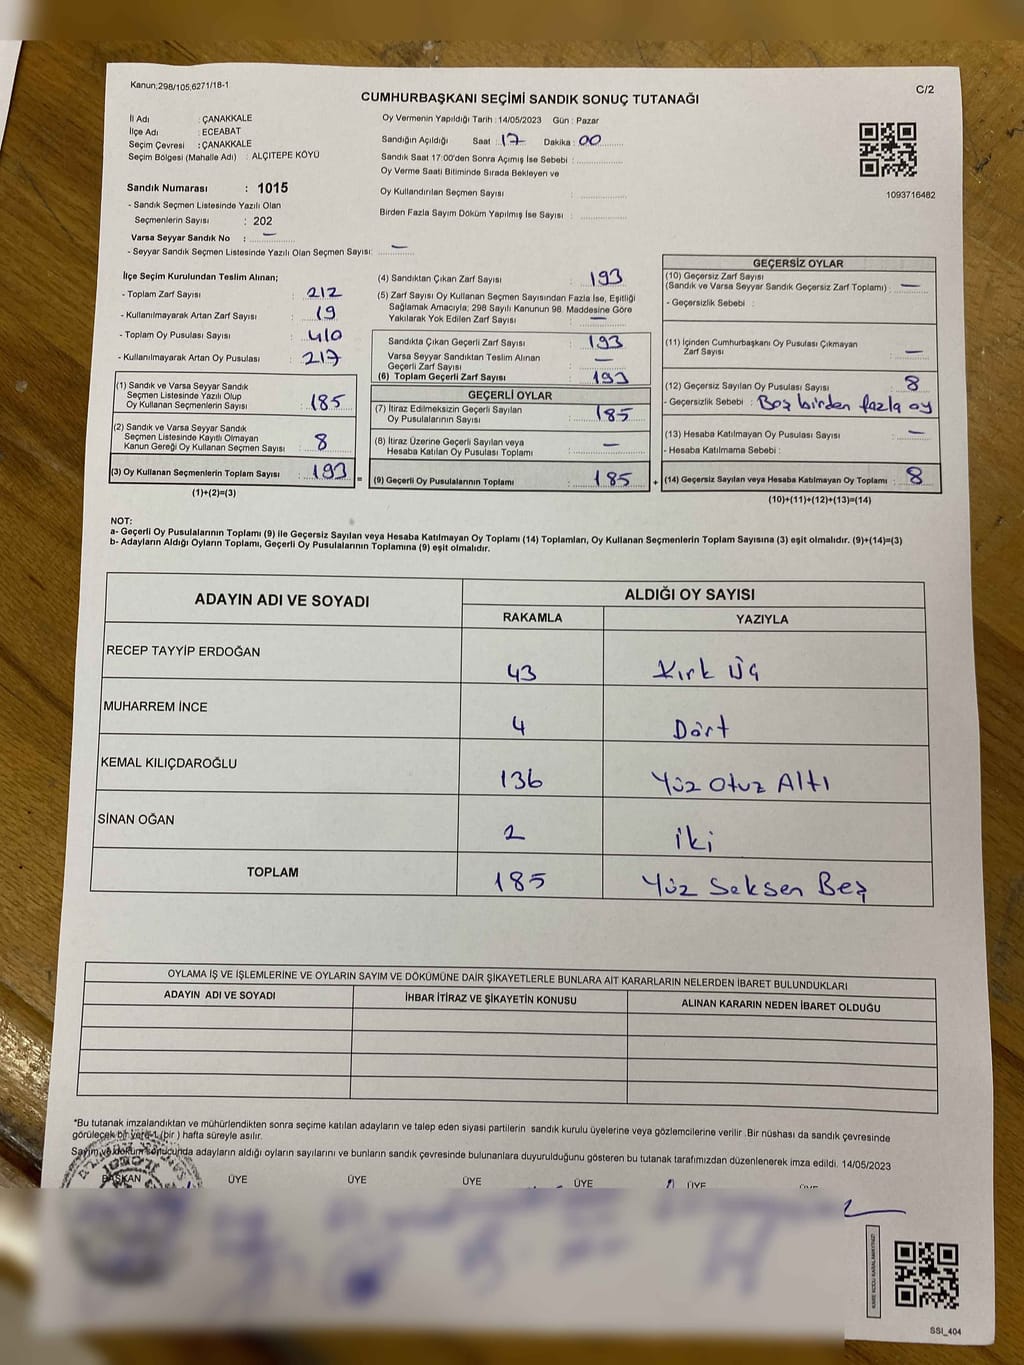 Kanun;298/105,6271/18-1
C/2
CUMHURBAŞKANI SEÇİMİ SANDIK SONUÇ TUTANAĞI
İl Adı : ÇANAKKALE
İlçe Adı : ECEABAT
Seçim Çevresi : ÇANAKKALE
Seçim Bölgesi (Mahalle Adı) : ALÇITEPE KÖYÜ
Oy Vermenin Yapıldığı Tarih : 14/05/2023 Gün : Pazar
Sandığın Açıldığı Saat : 17 Dakika : 00
Sandık Saat 17:00'den Sonra Açımış İse Sebebi :
Oy Verme Saati Bitiminde Sırada Bekleyen ve
Oy Kullandırılan Seçmen Sayısı :
Birden Fazla Sayım Döküm Yapılmış İse Sayısı :
1093716462
Sandık Numarası : 1015
- Sandık Seçmen Listesinde Yazılı Olan
Seçmenlerin Sayısı : 202
Varsa Seyyar Sandık No : —
- Seyyar Sandık Seçmen Listesinde Yazılı Olan Seçmen Sayısı: —
İlçe Seçim Kurulundan Teslim Alınan;
- Toplam Zarf Sayısı : 212
- Kullanılmayarak Artan Zarf Sayısı : 19
- Toplam Oy Pusulası Sayısı : 410
- Kullanılmayarak Artan Oy Pusulası : 217
(1) Sandık ve Varsa Seyyar Sandık
Seçmen Listesinde Yazılı Olup
Oy Kullanan Seçmenlerin Sayısı : 185
(2) Sandık ve Varsa Seyyar Sandık
Seçmen Listesinde Kayıtlı Olmayan
Kanun Gereği Oy Kullanan Seçmen Sayısı : 8
(3) Oy Kullanan Seçmenlerin Toplam Sayısı : 193 =
(1)+(2)=(3)
(4) Sandıktan Çıkan Zarf Sayısı : 193
(5) Zarf Sayısı Oy Kullanan Seçmen Sayısından Fazla İse, Eşitliği
Sağlamak Amacıyla; 298 Sayılı Kanunun 98. Maddesine Göre
Yakılarak Yok Edilen Zarf Sayısı : —
Sandıkta Çıkan Geçerli Zarf Sayısı : 193
Varsa Seyyar Sandıktan Teslim Alınan
Geçerli Zarf Sayısı : —
(6) Toplam Geçerli Zarf Sayısı : 193
GEÇERLİ OYLAR
(7) İtiraz Edilmeksizin Geçerli Sayılan
Oy Pusulalarının Sayısı : 185
(8) İtiraz Üzerine Geçerli Sayılan veya
Hesaba Katılan Oy Pusulası Toplamı : —
(9) Geçerli Oy Pusulalarının Toplamı : 185 +
GEÇERSİZ OYLAR
(10) Geçersiz Zarf Sayısı
(Sandık ve Varsa Seyyar Sandık Geçersiz Zarf Toplamı) : —
- Geçersizlik Sebebi :
(11) İçinden Cumhurbaşkanı Oy Pusulası Çıkmayan
Zarf Sayısı : —
(12) Geçersiz Sayılan Oy Pusulası Sayısı : 8
- Geçersizlik Sebebi : Boş birden fazla oy
(13) Hesaba Katılmayan Oy Pusulası Sayısı : —
- Hesaba Katılmama Sebebi :
(14) Geçersiz Sayılan veya Hesaba Katılmayan Oy Toplamı : 8
(10)+(11)+(12)+(13)=(14)
NOT:
a- Geçerli Oy Pusulalarının Toplamı (9) ile Geçersiz Sayılan veya Hesaba Katılmayan Oy Toplamı (14) Toplamları, Oy Kullanan Seçmenlerin Toplam Sayısına (3) eşit olmalıdır. (9)+(14)=(3)
b- Adayların Aldığı Oyların Toplamı, Geçerli Oy Pusulalarının Toplamına (9) eşit olmalıdır.
ADAYIN ADI VE SOYADI ALDIĞI OY SAYISI
RAKAMLA YAZIYLA
RECEP TAYYİP ERDOĞAN 43 Kırk Üç
MUHARREM İNCE 4 Dört
KEMAL KILIÇDAROĞLU 136 Yüz Otuz Altı
SİNAN OĞAN 2 iki
TOPLAM 185 Yüz Seksen Beş
OYLAMA İŞ VE İŞLEMLERİNE VE OYLARIN SAYIM VE DÖKÜMÜNE DAİR ŞİKAYETLERLE BUNLARA AİT KARARLARIN NELERDEN İBARET BULUNDUKLARI
ADAYIN ADI VE SOYADI İHBAR İTİRAZ VE ŞİKAYETİN KONUSU ALINAN KARARIN NEDEN İBARET OLDUĞU
*Bu tutanak imzalandıktan ve mühürlendikten sonra seçime katılan adayların ve talep eden siyasi partilerin sandık kurulu üyelerine veya gözlemcilerine verilir .Bir nüshası da sandık çevresinde
görülecek bir yere 1 (bir ) hafta süreyle asılır.
Sayım ve döküm sonucunda adayların aldığı oyların sayılarını ve bunların sandık çevresinde bulunanlara duyurulduğunu gösteren bu tutanak tarafımızdan düzenlenerek imza edildi. 14/05/2023
BAŞKAN ÜYE ÜYE ÜYE ÜYE ÜYE
KARE KODU KARALAMAYINIZ!
SSI_404